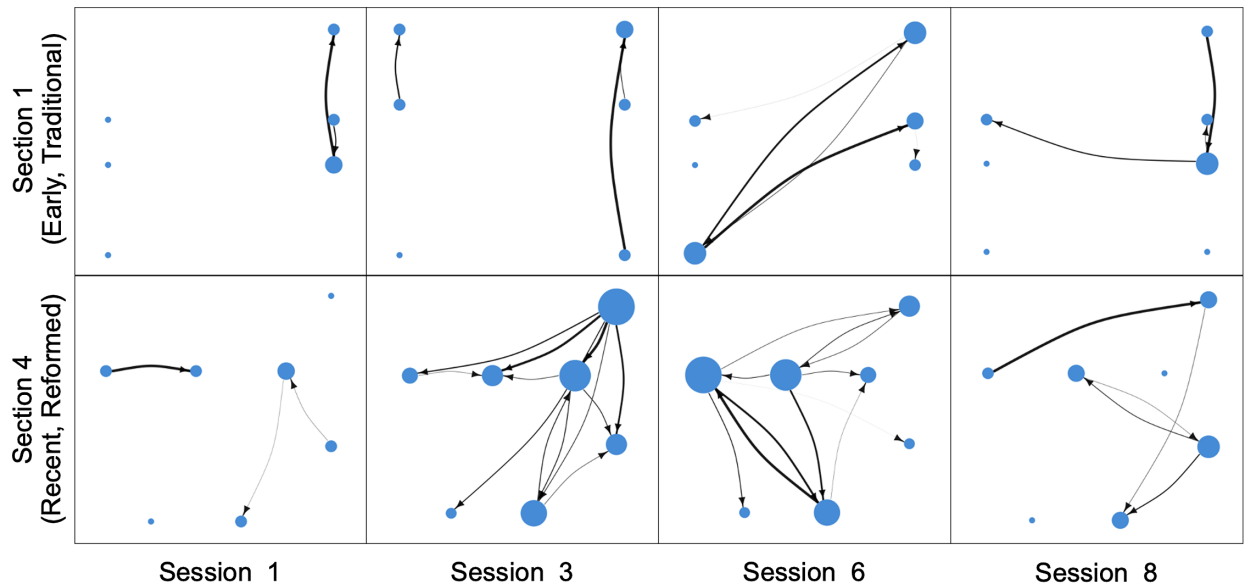 Section 1
(Early, Traditional)
Section 4
(Recent, Reformed)
Session 1
Session 3
Session 6
Session 8